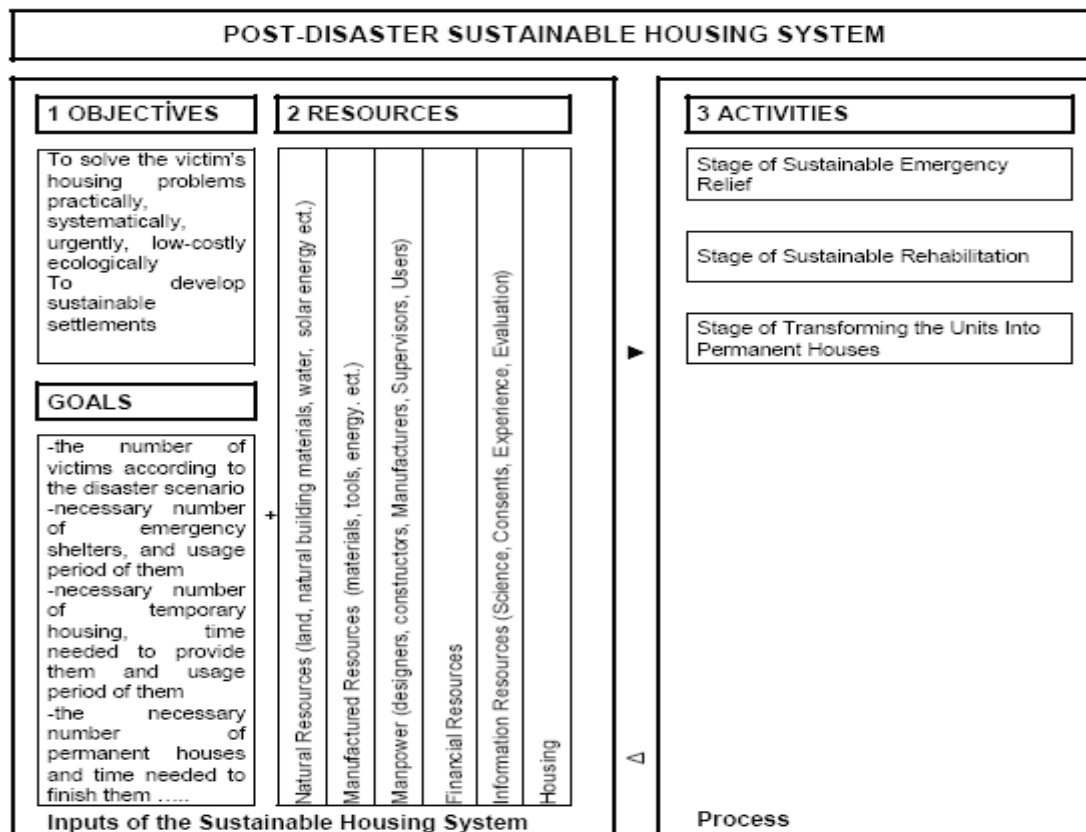 POST-DISASTER SUSTAINABLE HOUSING SYSTEM
1 OBJECTİVES
To solve the victim's
housing problems
practically,
systematically,
urgently, low-costly
ecologically
To develop
sustainable
settlements
GOALS
-the number of
victims according to
the disaster scenario
-necessary number
of emergency
shelters, and usage
period of them
-necessary number
of temporary
housing, time
needed to provide
them and usage
period of them
-the necessary
number of
permanent houses
and time needed to
finish them .....
+
2 RESOURCES
Natural Resources (land, natural building materials, water, solar energy ect.)
Manufactured Resources (materials, tools, energy. ect.)
Manpower (designers, constructors, Manufacturers, Supervisors, Users)
Financial Resources
Information Resources (Science, Consents, Experience, Evaluation)
Housing
Inputs of the Sustainable Housing System
3 ACTIVITIES
Stage of Sustainable Emergency
Relief
Stage of Sustainable Rehabilitation
Stage of Transforming the Units Into
Permanent Houses
Process